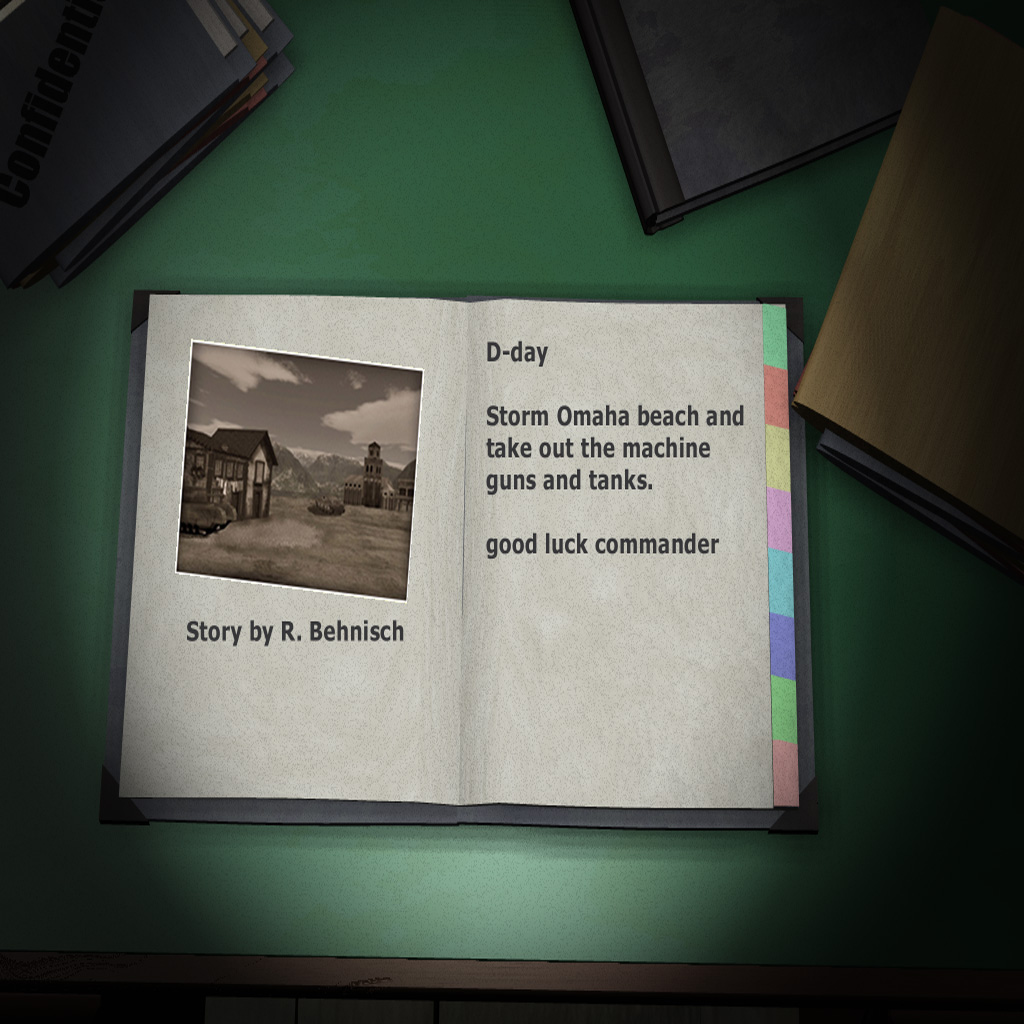 Confidential
Story by R. Behnisch
D-day
Storm Omaha beach and
take out the machine
guns and tanks.
good luck commander